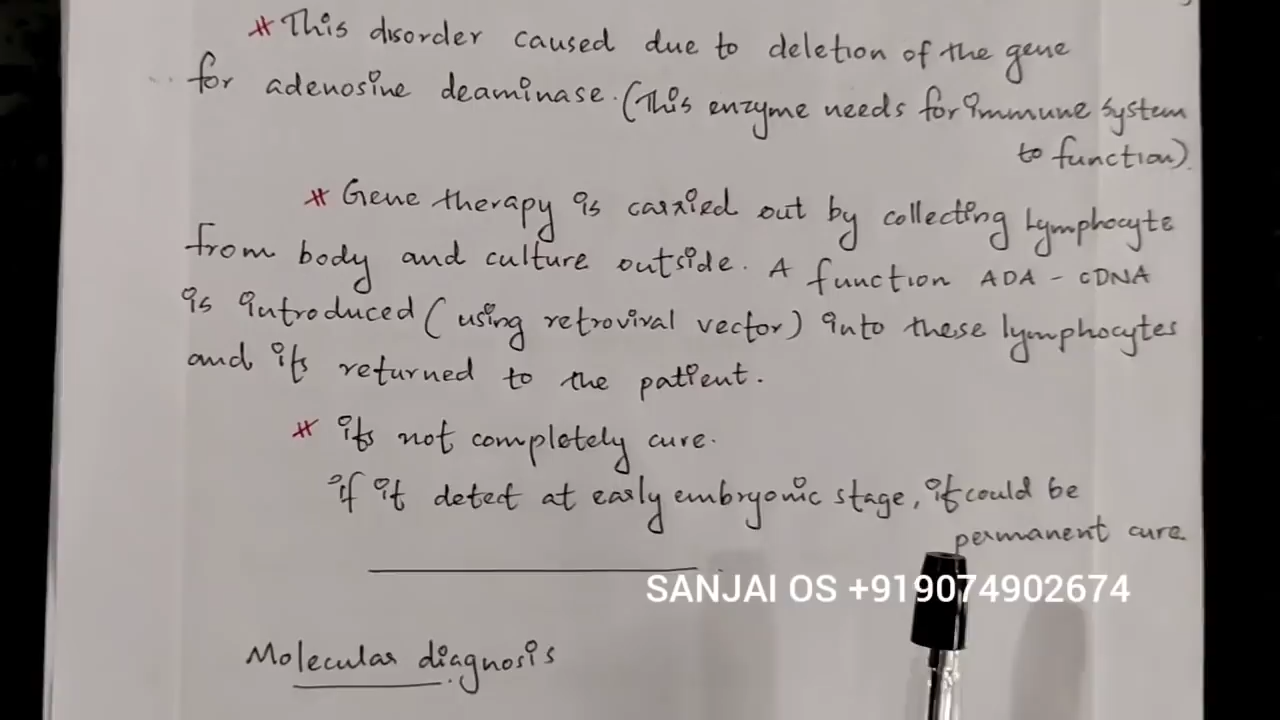 * This disorder caused due to deletion of the gene
for adenosine deaminase. (This enzyme needs for immune system
to function)
* Gene therapy is carried out by collecting lymphocyte
from body and culture outside. A function ADA - cDNA
is introduced (using retroviral vector) into these lymphocytes
and its returned to the patient.
* its not completely cure.
if it detect at early embryonic stage, it could be
permanent cure.
SANJAI OS +919074902674
Molecular diagnosis